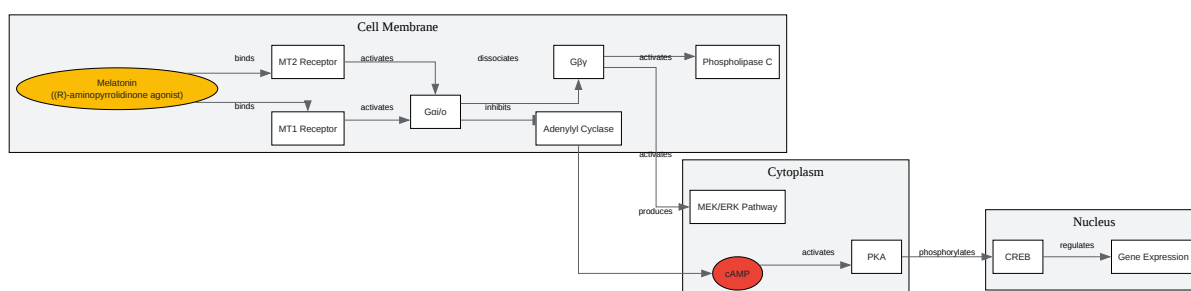 Cell Membrane
binds
MT2 Receptor
activates
dissociates
Gβγ
activates
Phospholipase C
Melatonin
((R)-aminopyrrolidinone agonist)
binds
MT1 Receptor
activates
Gαi/o
inhibits
Adenylyl Cyclase
activates
Cytoplasm
produces
MEK/ERK Pathway
cAMP
activates
PKA
phosphorylates
Nucleus
CREB
regulates
Gene Expression